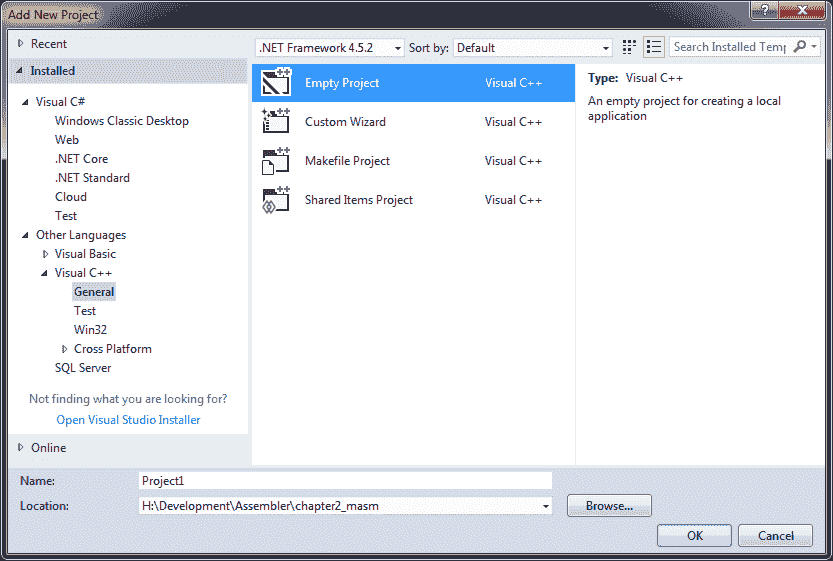 Add New Project
Recent
Installed
Visual C#
Windows Classic Desktop
Web
.NET Core
.NET Standard
Cloud
Test
Other Languages
Visual Basic
Visual C++
General
Test
Win32
Cross Platform
SQL Server
Not finding what you are looking for?
Open Visual Studio Installer
Online
.NET Framework 4.5.2 Sort by: Default Search Installed Temp
Empty Project Visual C++
Custom Wizard Visual C++
Makefile Project Visual C++
Shared Items Project Visual C++
Type: Visual C++
An empty project for creating a local
application
Name: Project1
Location: H:\Development\Assembler\chapter2_masm Browse...
OK Cancel